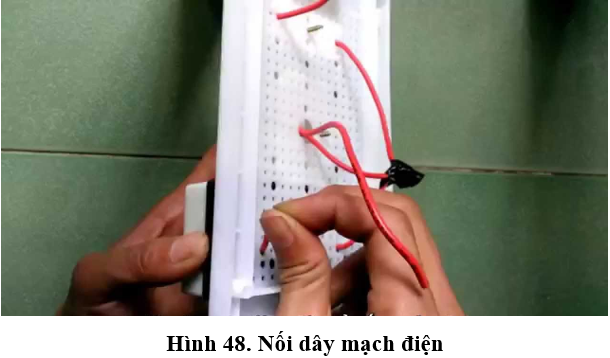 Hình 48. Nối dây mạch điện